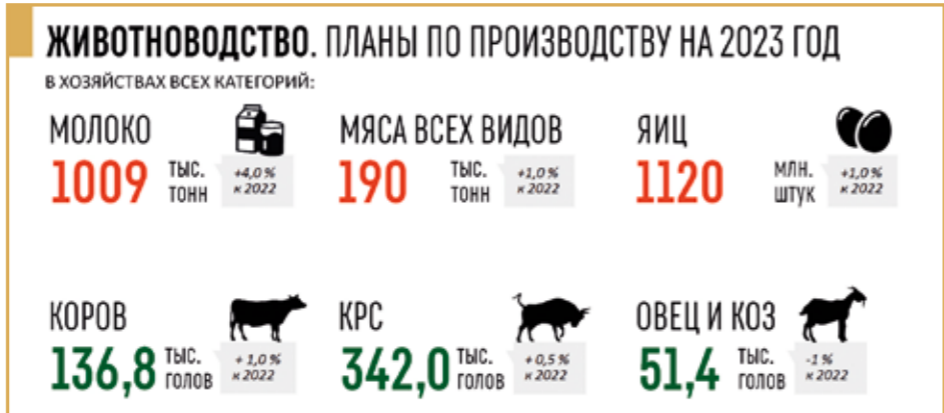 ЖИВОТНОВОДСТВО. ПЛАНЫ ПО ПРОИЗВОДСТВУ НА 2023 ГОД
В ХОЗЯЙСТВАХ ВСЕХ КАТЕГОРИЙ:
МОЛОКО
1009 ТЫС. ТОНН
+4,0 % к 2022
МЯСА ВСЕХ ВИДОВ
190 ТЫС. ТОНН
+1,0 % к 2022
ЯИЦ
1120 МЛН. ШТУК
+1,0 % к 2022
КОРОВ
136,8 ТЫС. ГОЛОВ
+ 1,0 % к 2022
КРС
342,0 ТЫС. ГОЛОВ
+ 0,5 % к 2022
ОВЕЦ И КОЗ
51,4 ТЫС. ГОЛОВ
-1 % к 2022